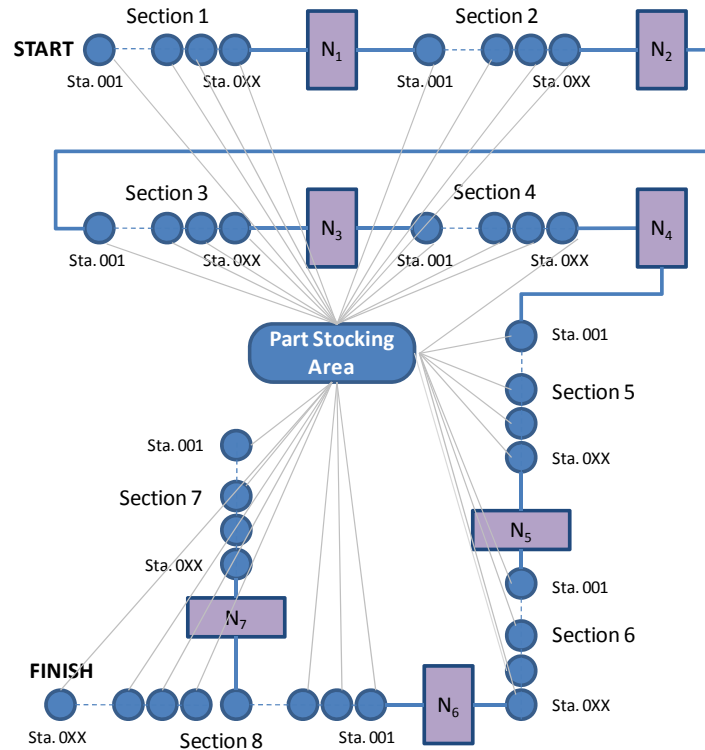 Section 1
Section 2
START
N1
N2
Sta. 001
Sta. 0XX
Sta. 001
Sta. 0XX
Section 3
Section 4
N3
N4
Sta. 001
Sta. 0XX
Sta. 001
Sta. 0XX
Part Stocking
Area
Sta. 001
Section 5
Sta. 0XX
Sta. 001
Section 7
Sta. 0XX
N5
Sta. 001
Section 6
Sta. 0XX
N7
FINISH
N6
Sta. 0XX
Section 8
Sta. 001